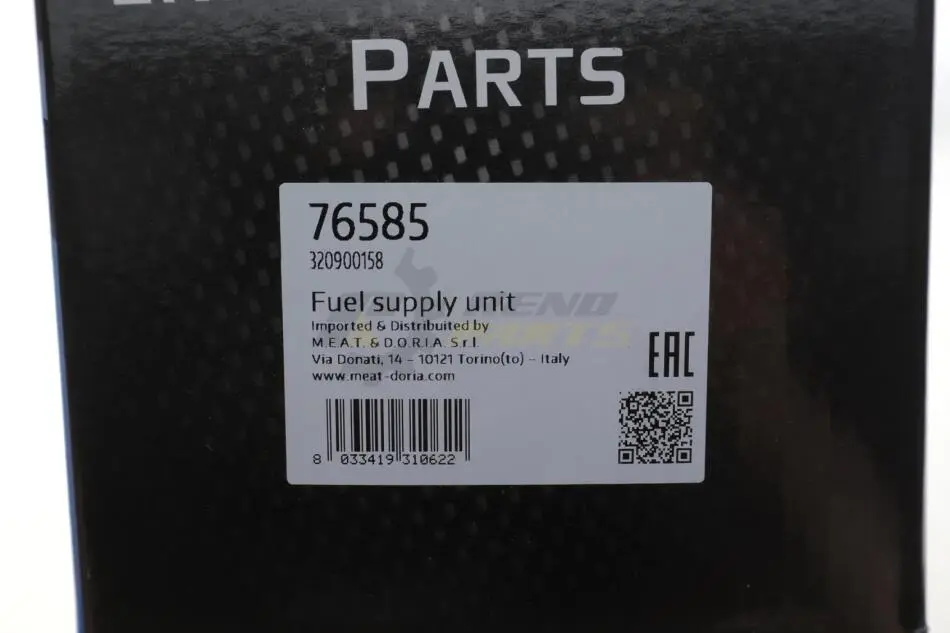 PARTS
76585
320900158
Fuel supply unit
Imported & Distribuited by
M.E.A.T. & D.O.R.I.A. S.r.l.
Via Donati, 14 - 10121 Torino(to) - Italy
www.meat-doria.com
EAC
8 033419 310622